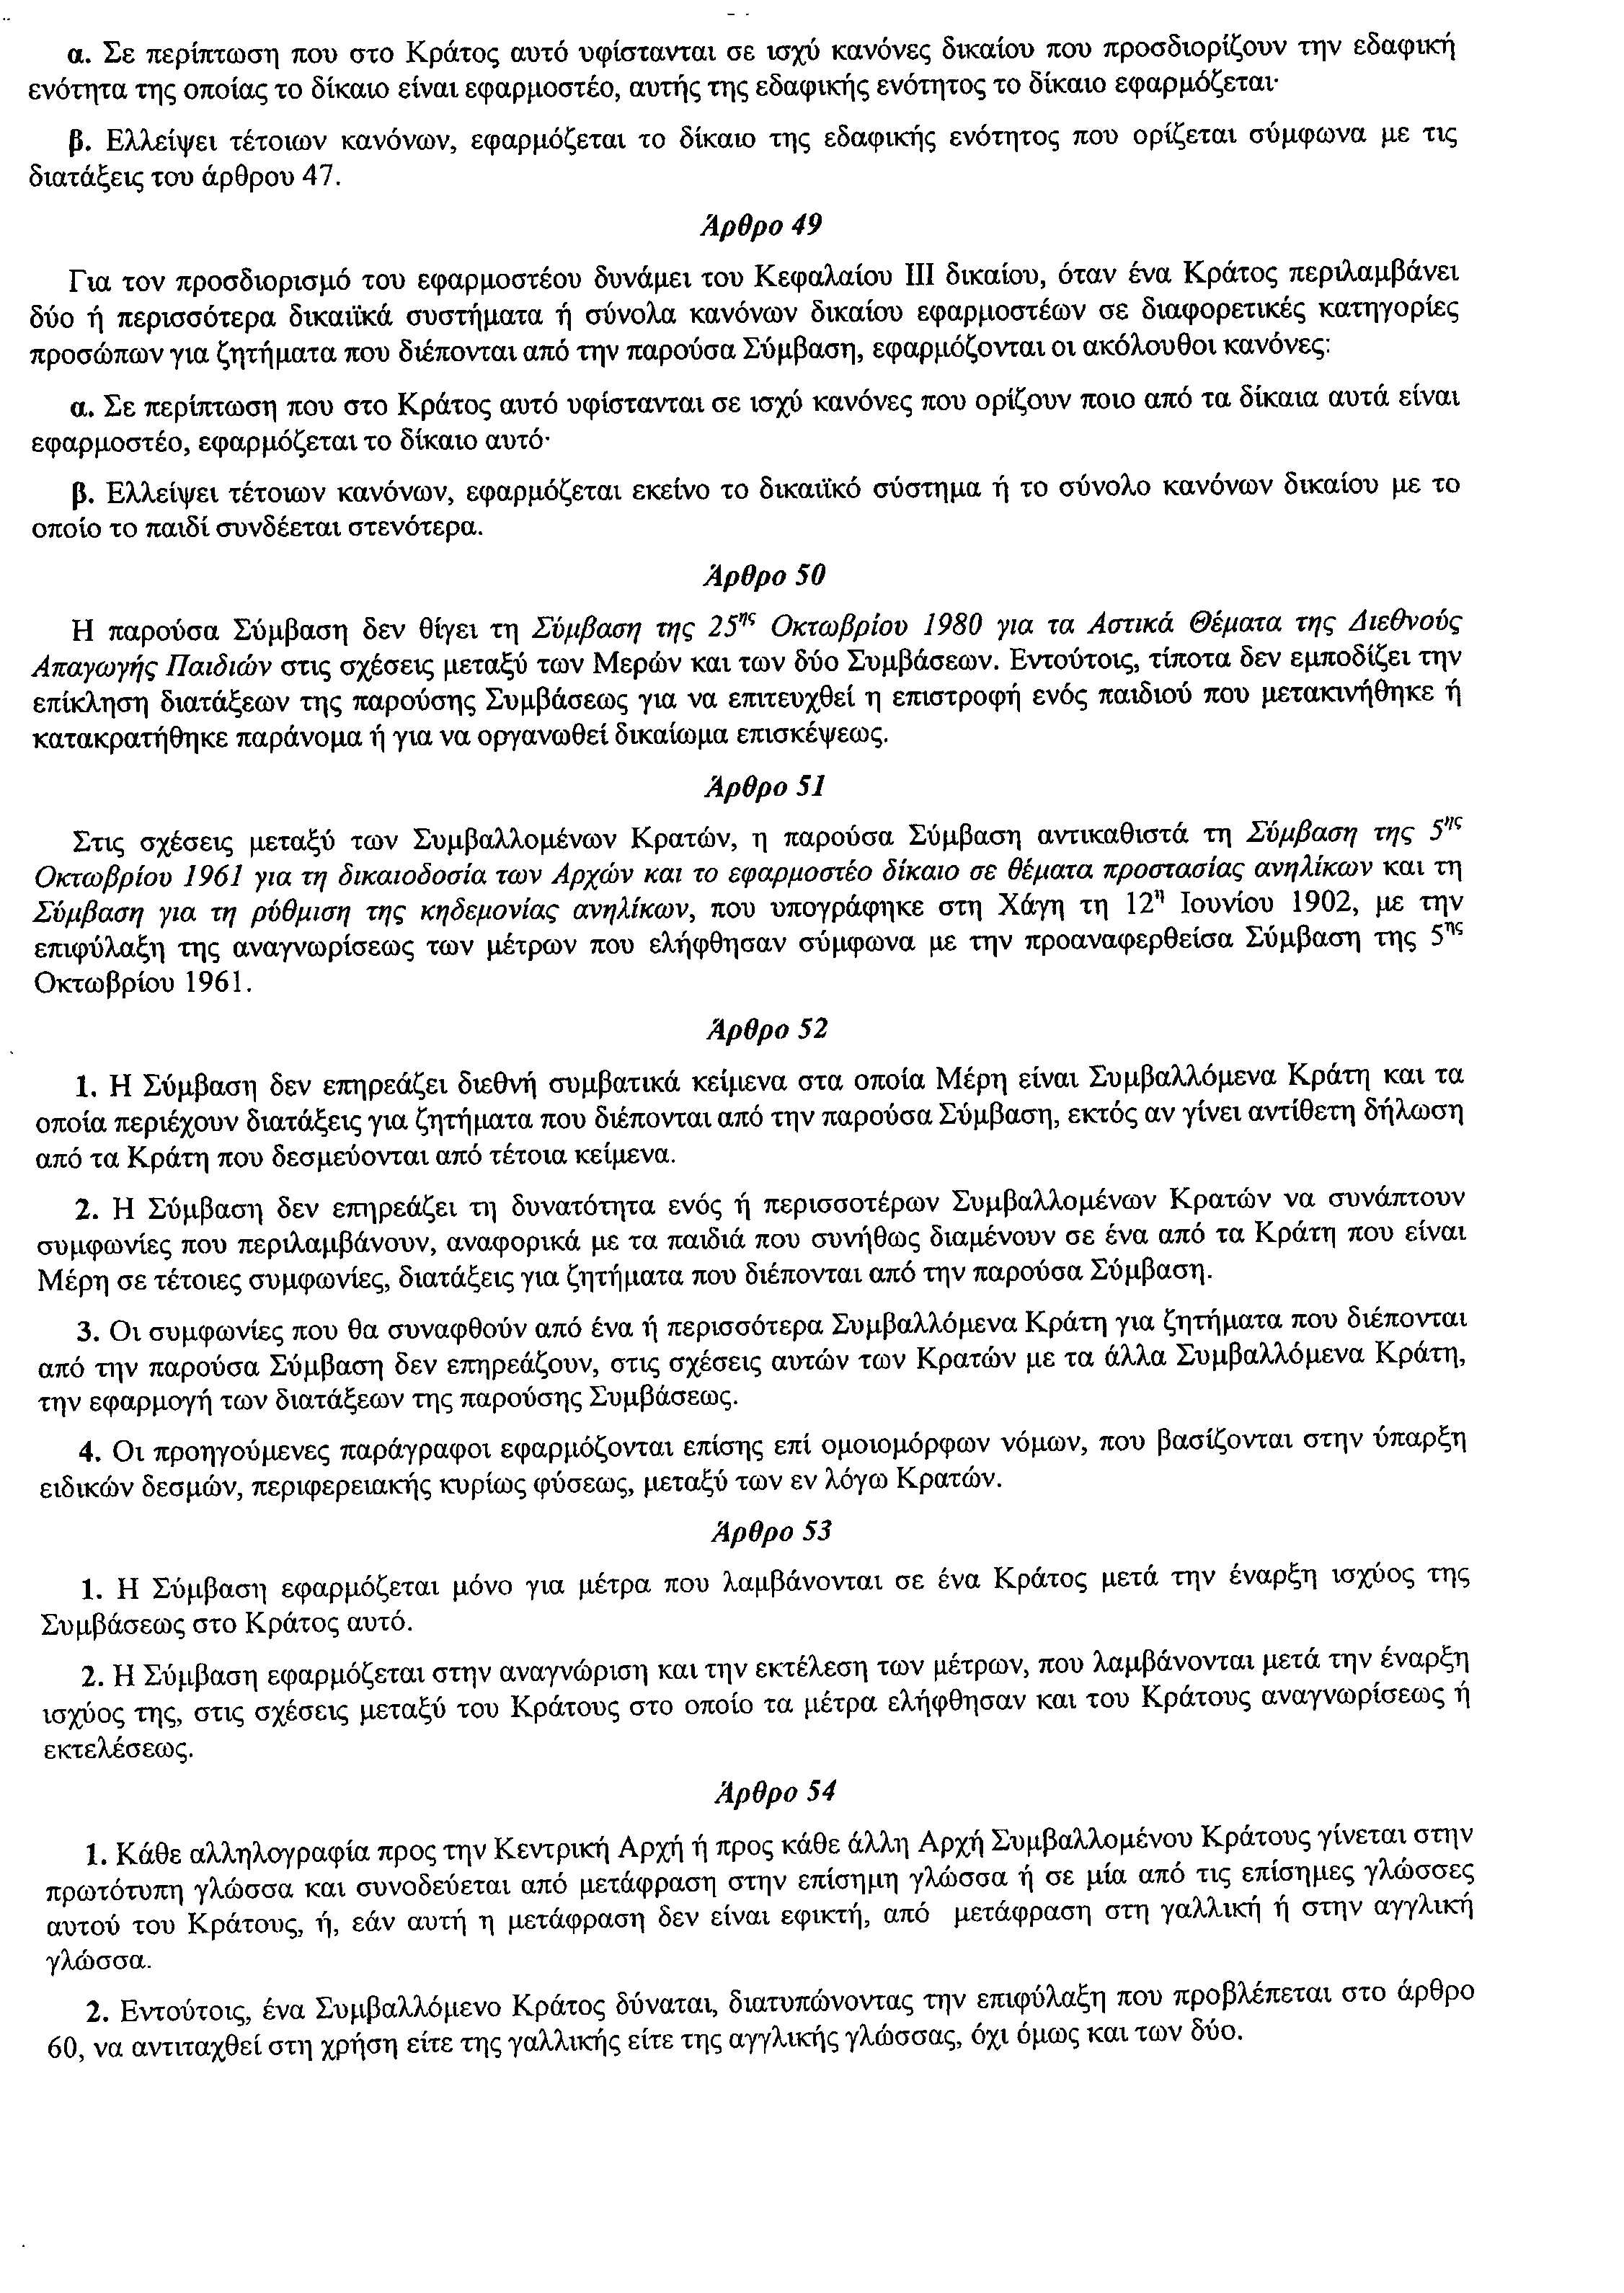 α. Σε περίπτωση που στο Κράτος αυτό υφίστανται σε ισχύ κανόνες δικαίου που προσδιορίζουν την εδαφική
ενότητα της οποίας το δίκαιο είναι εφαρμοστέο, αυτής της εδαφικής ενότητος το δίκαιο εφαρμόζεται·
β. Ελλείψει τέτοιων κανόνων, εφαρμόζεται το δίκαιο της εδαφικής ενότητος που ορίζεται σύμφωνα με τις
διατάξεις του άρθρου 47.
Άρθρο 49
Για τον προσδιορισμό του εφαρμοστέου δυνάμει του Κεφαλαίου ΙΙΙ δικαίου, όταν ένα Κράτος περιλαμβάνει
δύο ή περισσότερα δικαιϊκά συστήματα ή σύνολα κανόνων δικαίου εφαρμοστέων σε διαφορετικές κατηγορίες
προσώπων για ζητήματα που διέπονται από την παρούσα Σύμβαση, εφαρμόζονται οι ακόλουθοι κανόνες:
α. Σε περίπτωση που στο Κράτος αυτό υφίστανται σε ισχύ κανόνες που ορίζουν ποιο από τα δίκαια αυτά είναι
εφαρμοστέο, εφαρμόζεται το δίκαιο αυτό·
β. Ελλείψει τέτοιων κανόνων, εφαρμόζεται εκείνο το δικαιϊκό σύστημα ή το σύνολο κανόνων δικαίου με το
οποίο το παιδί συνδέεται στενότερα.
Άρθρο 50
Η παρούσα Σύμβαση δεν θίγει τη Σύμβαση της 25ης Οκτωβρίου 1980 για τα Αστικά Θέματα της Διεθνούς
Απαγωγής Παιδιών στις σχέσεις μεταξύ των Μερών και των δύο Συμβάσεων. Εντούτοις, τίποτα δεν εμποδίζει την
επίκληση διατάξεων της παρούσης Συμβάσεως για να επιτευχθεί η επιστροφή ενός παιδιού που μετακινήθηκε ή
κατακρατήθηκε παράνομα ή για να οργανωθεί δικαίωμα επισκέψεως.
Άρθρο 51
Στις σχέσεις μεταξύ των Συμβαλλομένων Κρατών, η παρούσα Σύμβαση αντικαθιστά τη Σύμβαση της 5ης
Οκτωβρίου 1961 για τη δικαιοδοσία των Αρχών και το εφαρμοστέο δίκαιο σε θέματα προστασίας ανηλίκων και τη
Σύμβαση για τη ρύθμιση της κηδεμονίας ανηλίκων, που υπογράφηκε στη Χάγη τη 12η Ιουνίου 1902, με την
επιφύλαξη της αναγνωρίσεως των μέτρων που ελήφθησαν σύμφωνα με την προαναφερθείσα Σύμβαση της 5ης
Οκτωβρίου 1961.
Άρθρο 52
1. Η Σύμβαση δεν επηρεάζει διεθνή συμβατικά κείμενα στα οποία Μέρη είναι Συμβαλλόμενα Κράτη και τα
οποία περιέχουν διατάξεις για ζητήματα που διέπονται από την παρούσα Σύμβαση, εκτός αν γίνει αντίθετη δήλωση
από τα Κράτη που δεσμεύονται από τέτοια κείμενα.
2. Η Σύμβαση δεν επηρεάζει τη δυνατότητα ενός ή περισσοτέρων Συμβαλλομένων Κρατών να συνάπτουν
συμφωνίες που περιλαμβάνουν, αναφορικά με τα παιδιά που συνήθως διαμένουν σε ένα από τα Κράτη που είναι
Μέρη σε τέτοιες συμφωνίες, διατάξεις για ζητήματα που διέπονται από την παρούσα Σύμβαση.
3. Οι συμφωνίες που θα συναφθούν από ένα ή περισσότερα Συμβαλλόμενα Κράτη για ζητήματα που διέπονται
από την παρούσα Σύμβαση δεν επηρεάζουν, στις σχέσεις αυτών των Κρατών με τα άλλα Συμβαλλόμενα Κράτη,
την εφαρμογή των διατάξεων της παρούσης Συμβάσεως.
4. Οι προηγούμενες παράγραφοι εφαρμόζονται επίσης επί ομοιομόρφων νόμων, που βασίζονται στην ύπαρξη
ειδικών δεσμών, περιφερειακής κυρίως φύσεως, μεταξύ των εν λόγω Κρατών.
Άρθρο 53
1. Η Σύμβαση εφαρμόζεται μόνο για μέτρα που λαμβάνονται σε ένα Κράτος μετά την έναρξη ισχύος της
Συμβάσεως στο Κράτος αυτό.
2. Η Σύμβαση εφαρμόζεται στην αναγνώριση και την εκτέλεση των μέτρων, που λαμβάνονται μετά την έναρξη
ισχύος της, στις σχέσεις μεταξύ του Κράτους στο οποίο τα μέτρα ελήφθησαν και του Κράτους αναγνωρίσεως ή
εκτελέσεως.
Άρθρο 54
1. Κάθε αλληλογραφία προς την Κεντρική Αρχή ή προς κάθε άλλη Αρχή Συμβαλλομένου Κράτους γίνεται στην
πρωτότυπη γλώσσα και συνοδεύεται από μετάφραση στην επίσημη γλώσσα ή σε μία από τις επίσημες γλώσσες
αυτού του Κράτους, ή, εάν αυτή η μετάφραση δεν είναι εφικτή, από μετάφραση στη γαλλική ή στην αγγλική
γλώσσα.
2. Εντούτοις, ένα Συμβαλλόμενο Κράτος δύναται, διατυπώνοντας την επιφύλαξη που προβλέπεται στο άρθρο
60, να αντιταχθεί στη χρήση είτε της γαλλικής είτε της αγγλικής γλώσσας, όχι όμως και των δύο.